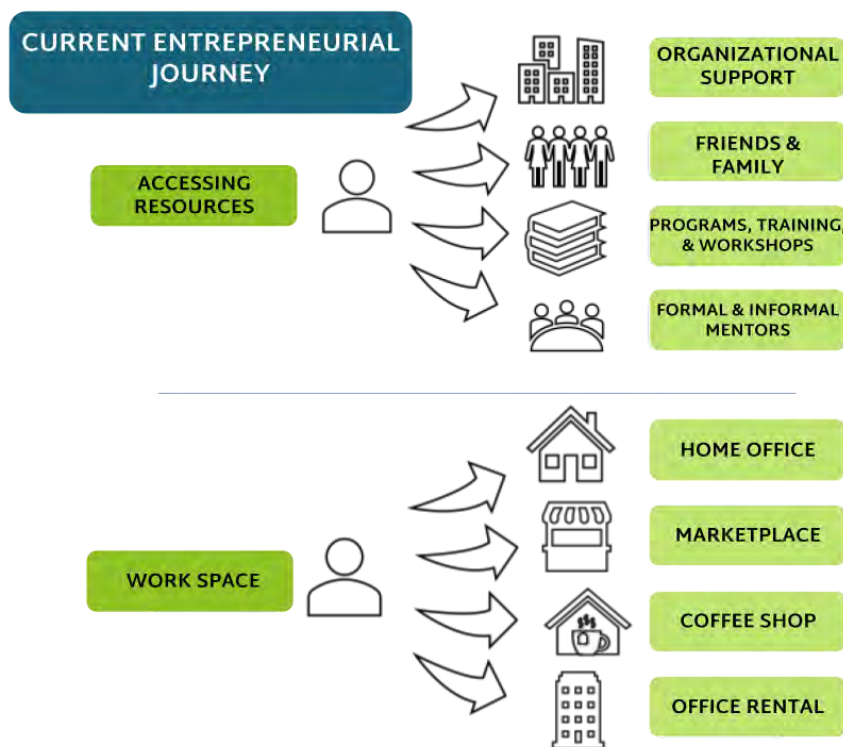 CURRENT ENTREPRENEURIAL
JOURNEY
ACCESSING
RESOURCES
ORGANIZATIONAL
SUPPORT
FRIENDS &
FAMILY
PROGRAMS, TRAINING,
& WORKSHOPS
FORMAL & INFORMAL
MENTORS
WORK SPACE
HOME OFFICE
MARKETPLACE
COFFEE SHOP
OFFICE RENTAL